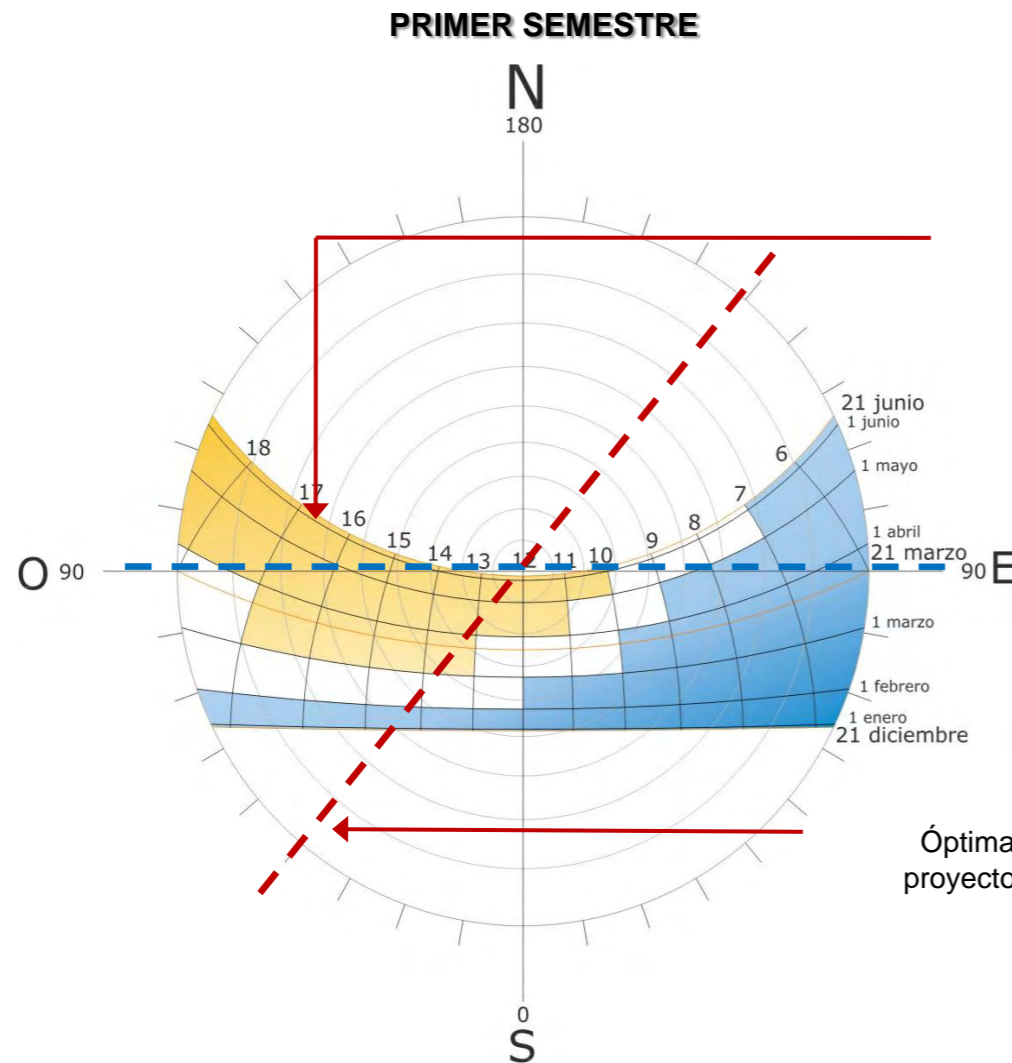 PRIMER SEMESTRE
N
180
21 junio
1 junio
18
6
1 mayo
17
7
16
8
1 abril
15
9
21 marzo
14
13
12
11
10
O 90
90 E
1 marzo
1 febrero
1 enero
21 diciembre
Óptima
proyecto
0
S